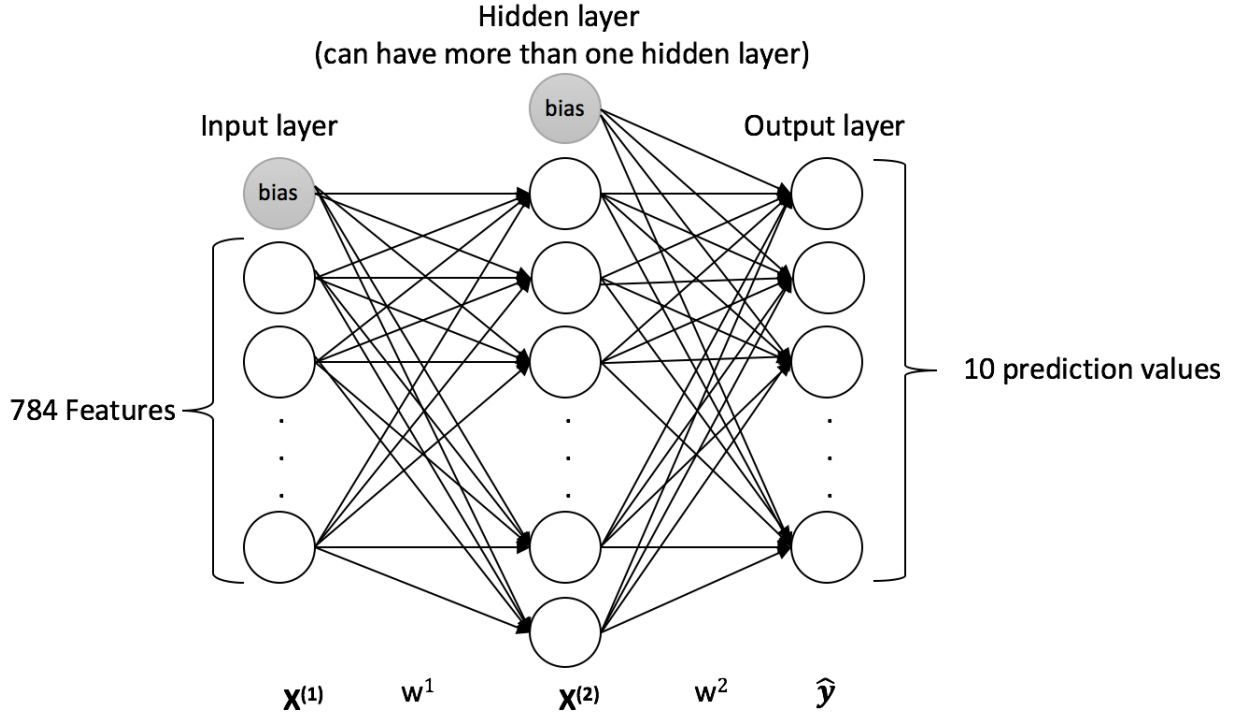 Hidden layer
(can have more than one hidden layer)
bias
Input layer
Output layer
bias
784 Features
10 prediction values
X⁽¹⁾
w¹
X⁽²⁾
w²
ŷ